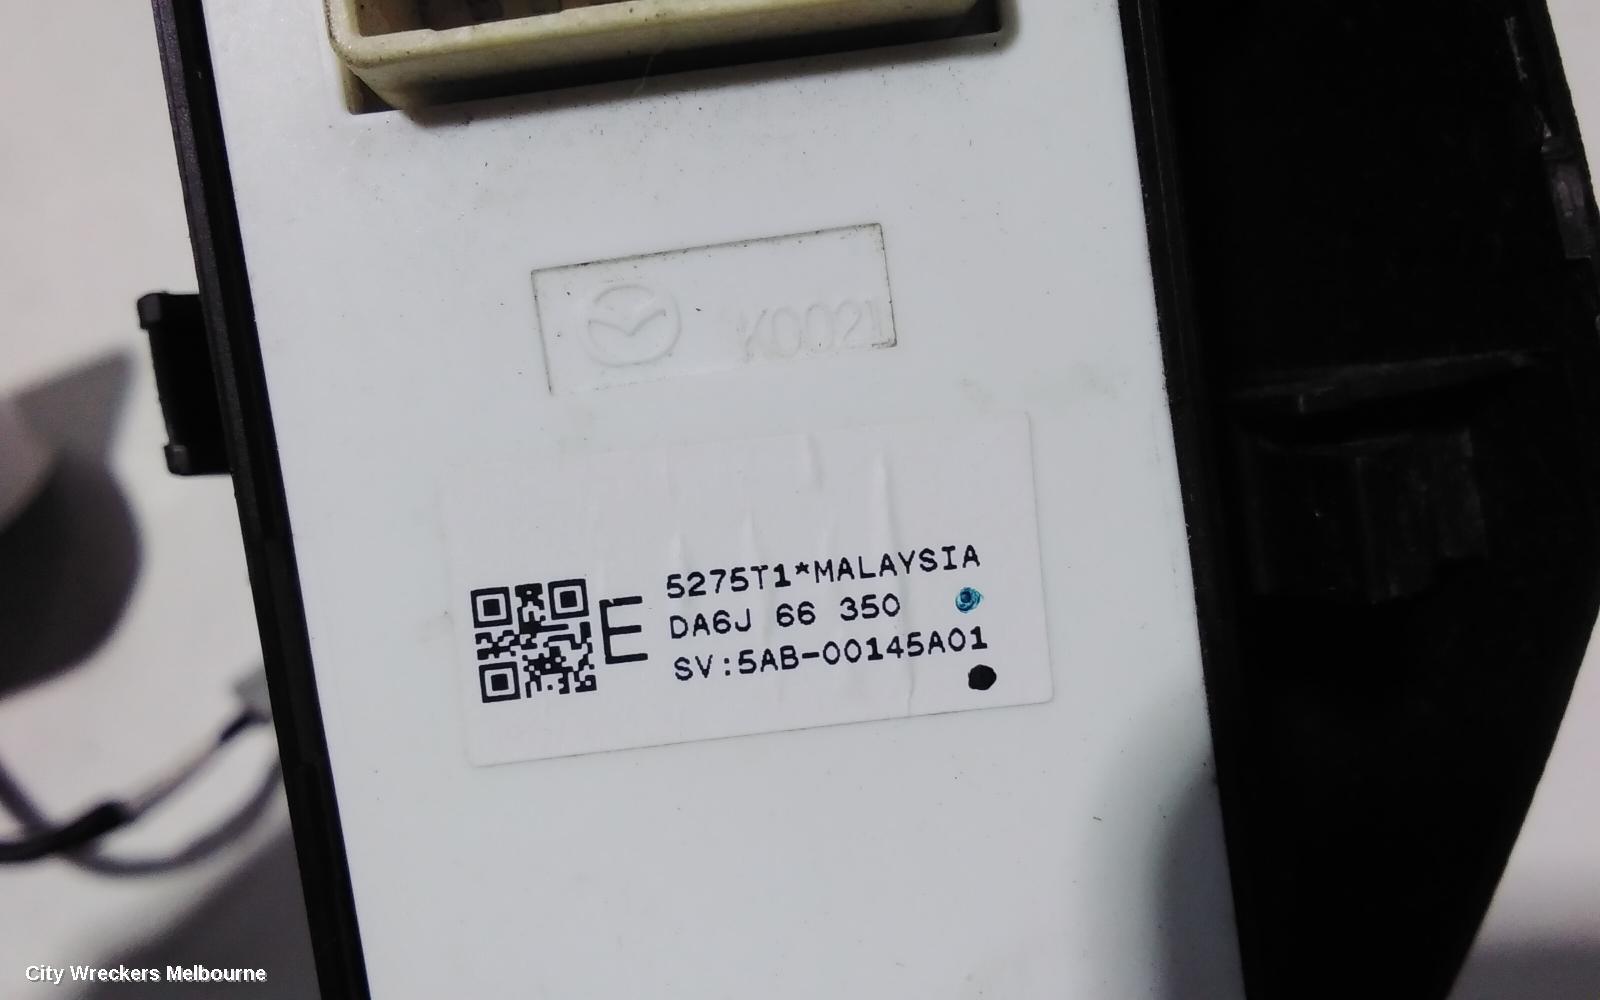 K0021
E
5275T1*MALAYSIA
DA6J 66 350
SV:5AB-00145A01
City Wreckers Melbourne